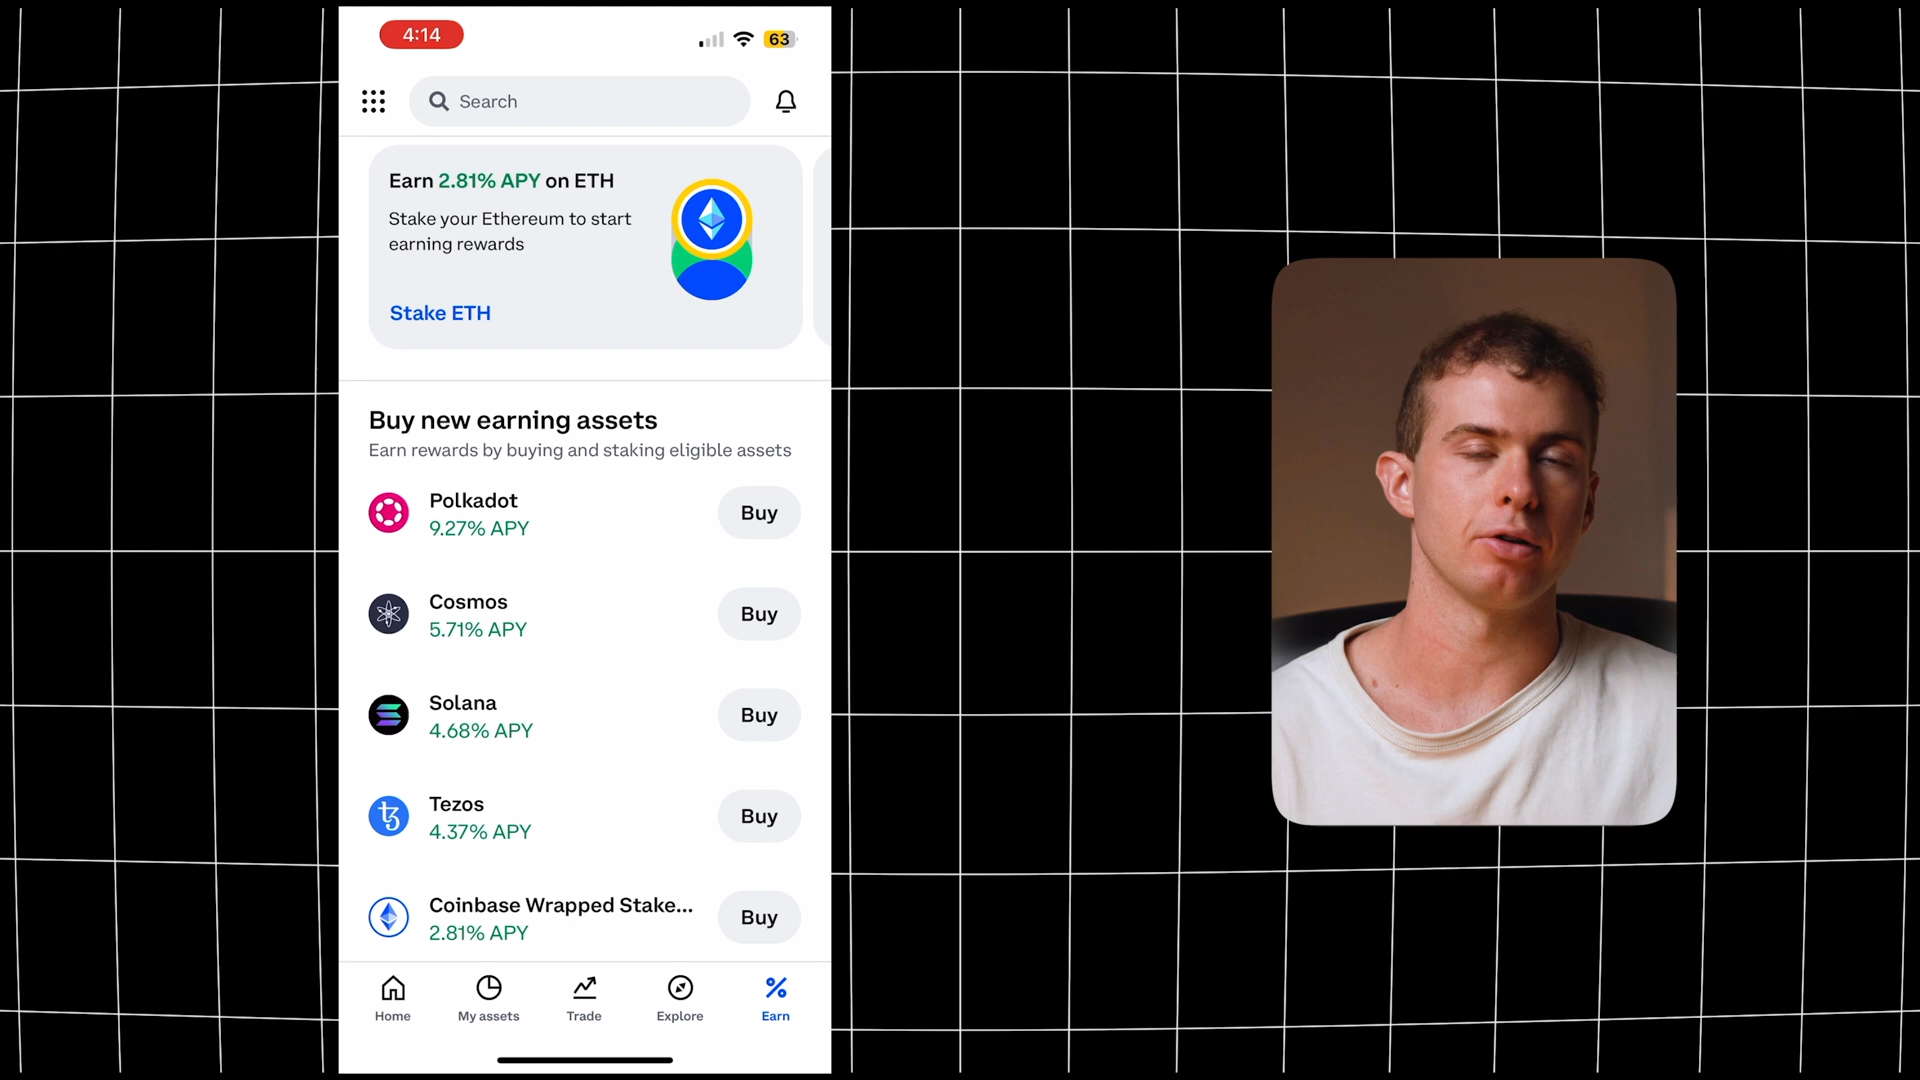 4:14
63
Search
Earn 2.81% APY on ETH
Stake your Ethereum to start
earning rewards
Stake ETH
Buy new earning assets
Earn rewards by buying and staking eligible assets
Polkadot
9.27% APY
Buy
Cosmos
5.71% APY
Buy
Solana
4.68% APY
Buy
Tezos
4.37% APY
Buy
Coinbase Wrapped Stake...
2.81% APY
Buy
Home
My assets
Trade
Explore
Earn